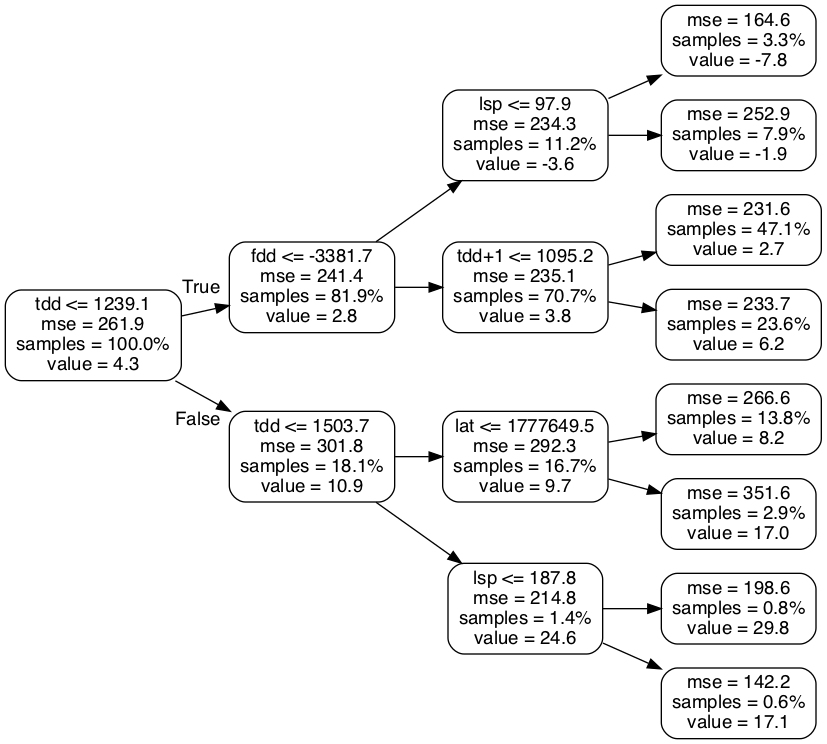 tdd <= 1239.1
mse = 261.9
samples = 100.0%
value = 4.3
True
False
fdd <= -3381.7
mse = 241.4
samples = 81.9%
value = 2.8
tdd <= 1503.7
mse = 301.8
samples = 18.1%
value = 10.9
lsp <= 97.9
mse = 234.3
samples = 11.2%
value = -3.6
tdd+1 <= 1095.2
mse = 235.1
samples = 70.7%
value = 3.8
lat <= 1777649.5
mse = 292.3
samples = 16.7%
value = 9.7
lsp <= 187.8
mse = 214.8
samples = 1.4%
value = 24.6
mse = 164.6
samples = 3.3%
value = -7.8
mse = 252.9
samples = 7.9%
value = -1.9
mse = 231.6
samples = 47.1%
value = 2.7
mse = 233.7
samples = 23.6%
value = 6.2
mse = 266.6
samples = 13.8%
value = 8.2
mse = 351.6
samples = 2.9%
value = 17.0
mse = 198.6
samples = 0.8%
value = 29.8
mse = 142.2
samples = 0.6%
value = 17.1